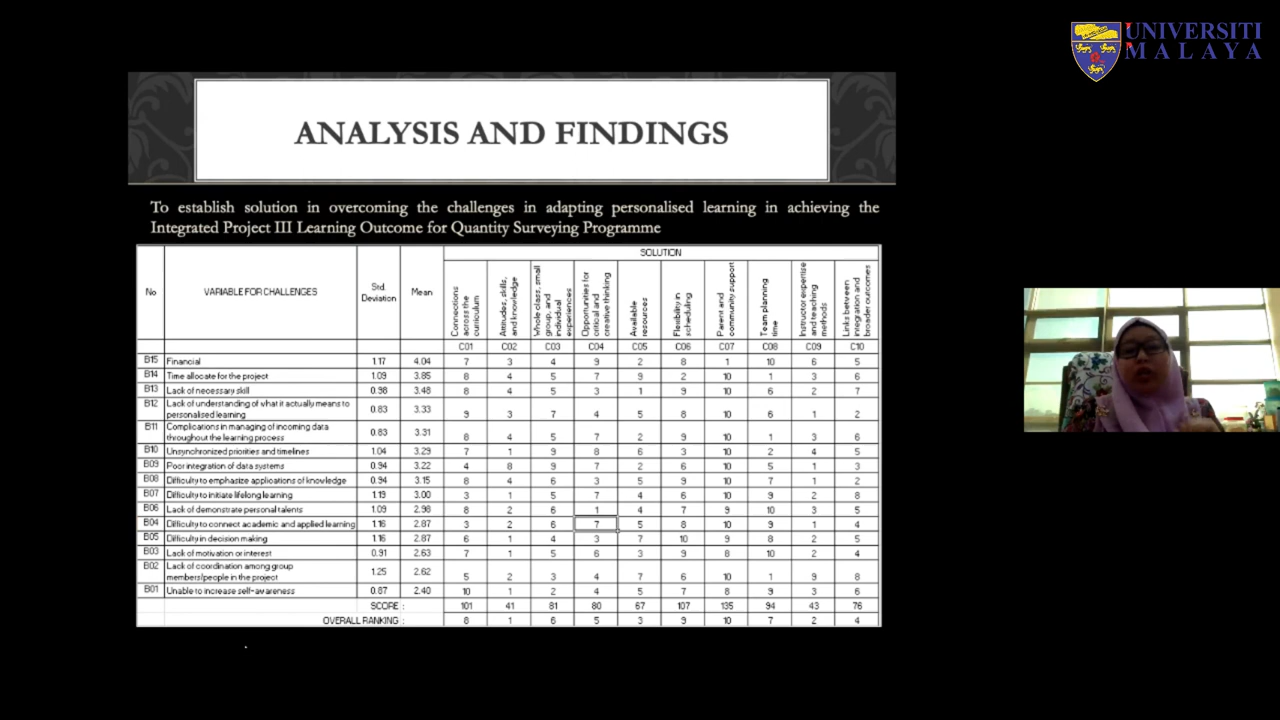 UNIVERSITI
MALAYA
ANALYSIS AND FINDINGS
To establish solution in overcoming the challenges in adapting personalised learning in achieving the
Integrated Project III Learning Outcome for Quantity Surveying Programme
No VARIABLE FOR CHALLENGES Std. Deviation Mean SOLUTION
Connections across the curriculum
Attitudes, skills, and knowledge
Whole class, small group, and individual experiences
Opportunities for critical and creative thinking
Available resources
Flexibility in scheduling
Parent and community support
Team planning time
Instructor expertise and teaching methods
Links between integration and broader outcomes
C01 C02 C03 C04 C05 C06 C07 C08 C09 C10
B15 Financial 1.17 4.04 7 3 4 9 2 8 1 10 6 5
B14 Time allocate for the project 1.09 3.85 8 4 5 7 9 2 10 1 3 6
B13 Lack of necessary skill 0.98 3.48 8 4 5 3 1 9 10 6 2 7
B12 Lack of understanding of what it actually means to
personalised learning 0.83 3.33 9 3 7 4 5 8 10 6 1 2
B11 Complications in managing of incoming data
throughout the learning process 0.83 3.31 8 4 5 7 2 9 10 1 3 6
B10 Unsynchronized priorities and timelines 1.04 3.29 7 1 9 8 6 3 10 2 4 5
B09 Poor integration of data systems 0.94 3.22 4 8 9 7 2 6 10 5 1 3
B08 Difficulty to emphasize applications of knowledge 0.94 3.15 8 4 6 3 5 9 10 7 1 2
B07 Difficulty to initiate lifelong learning 1.19 3.00 3 1 5 7 4 6 10 9 2 8
B06 Lack of demonstrate personal talents 1.09 2.98 8 2 6 1 4 7 9 10 3 5
B04 Difficulty to connect academic and applied learning 1.16 2.87 3 2 6 7 5 8 10 9 1 4
B05 Difficulty in decision making 1.16 2.87 6 1 4 3 7 10 9 8 2 5
B03 Lack of motivation or interest 0.91 2.63 7 1 5 6 3 9 8 10 2 4
B02 Lack of coordination among group
members/people in the project 1.25 2.62 5 2 3 4 7 6 10 1 9 8
B01 Unable to increase self-awareness 0.87 2.40 10 1 2 4 5 7 8 9 3 6
SCORE : 101 41 81 80 67 107 135 94 43 76
OVERALL RANKING : 8 1 6 5 3 9 10 7 2 4